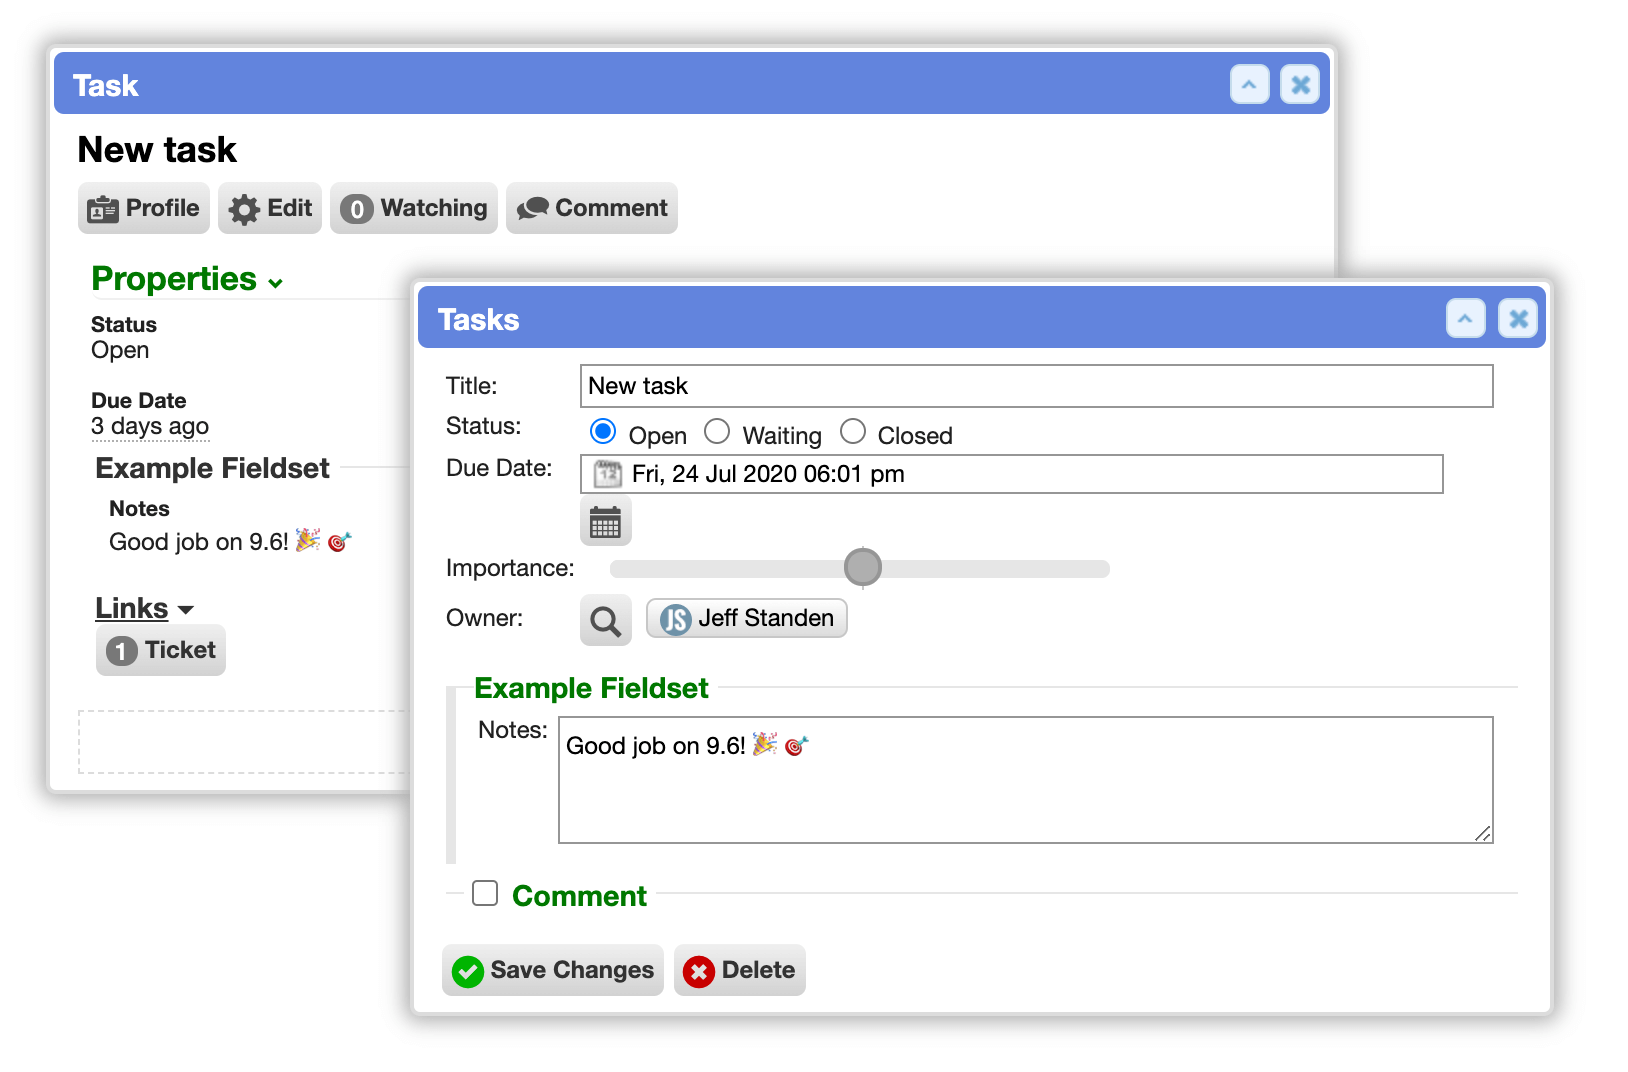 Task
New task
Profile Edit 0 Watching Comment
Properties
Status
Open
Due Date
3 days ago
Example Fieldset
Notes
Good job on 9.6! 🎉 🎯
Links
1 Ticket
Tasks
Title: New task
Status: Open Waiting Closed
Due Date: 12 Fri, 24 Jul 2020 06:01 pm
Importance:
Owner: JS Jeff Standen
Example Fieldset
Notes: Good job on 9.6! 🎉 🎯
Comment
Save Changes Delete